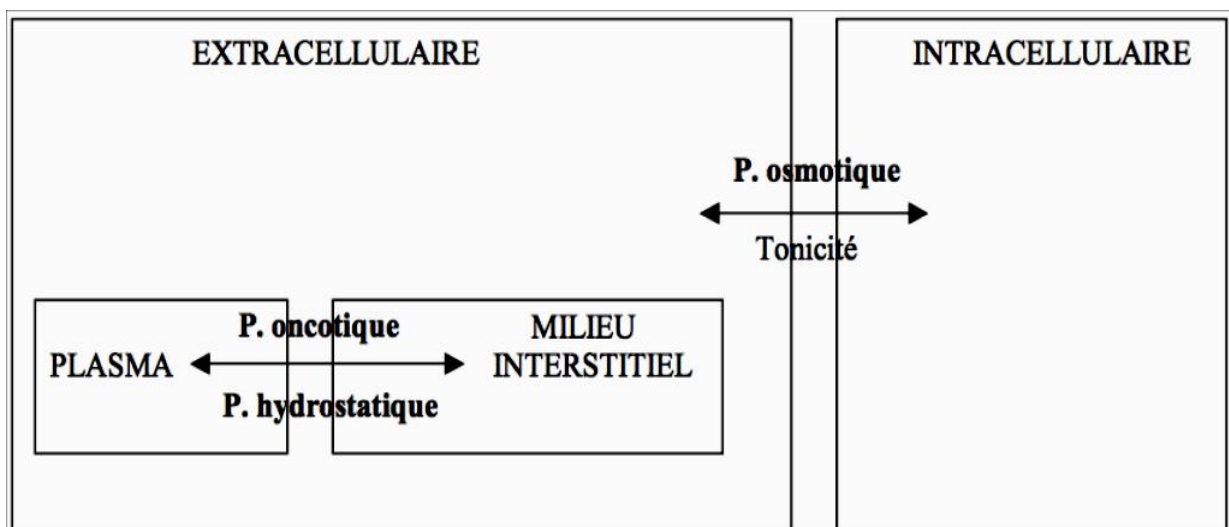 EXTRACELLULAIRE
INTRACELLULAIRE
P. osmotique
Tonicité
P. oncotique
PLASMA
P. hydrostatique
MILIEU
INTERSTITIEL